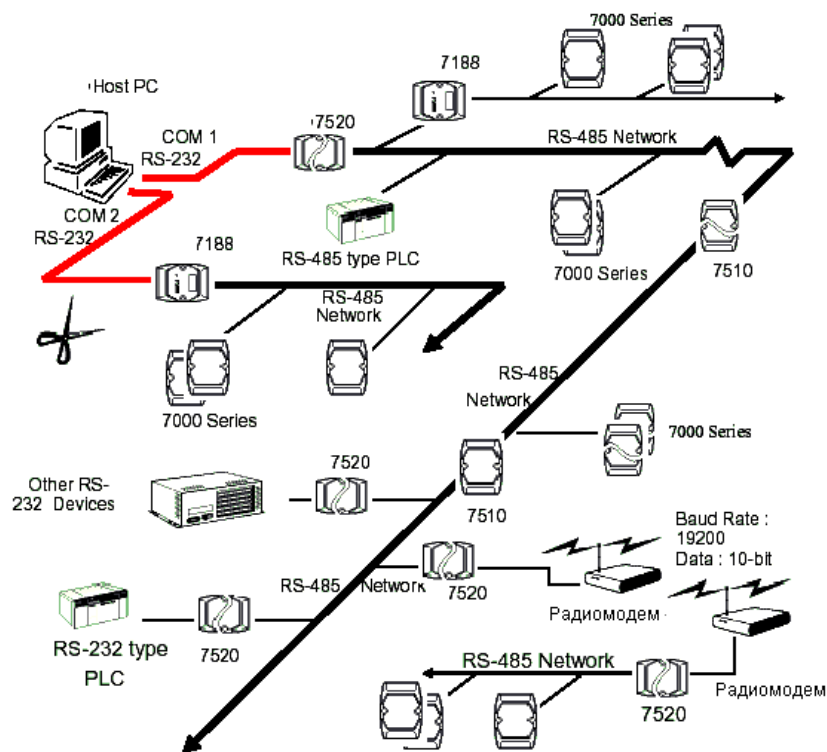 7000 Series
7188
Host PC
7520
COM 1
RS-232
RS-485 Network
COM 2
RS-232
7188
RS-485 type PLC
7000 Series
7510
RS-485
Network
RS-485
Network
7000 Series
7000 Series
7520
Other RS-
232 Devices
7510
Baud Rate :
19200
Data : 10-bit
RS-485 Network
7520
Радиомодем
RS-232 type
PLC
7520
RS-485 Network
7520
Радиомодем